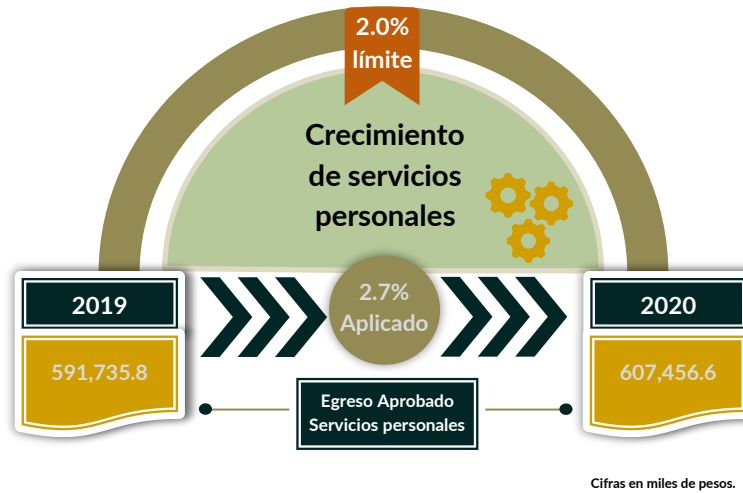 2.0%
límite
Crecimiento
de servicios
personales
2019
2.7%
Aplicado
2020
591,735.8
607,456.6
Egreso Aprobado
Servicios personales
Cifras en miles de pesos.